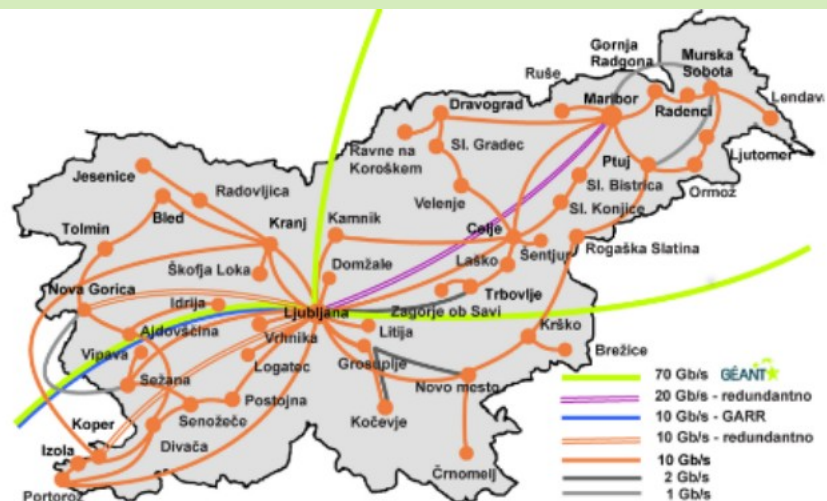 Gornja
Radgona
Murska
Sobota
Ruše
Maribor
Lendava
Dravograd
Radenci
Ravne na
Koroškem
Sl. Gradec
Ptuj
Ljutomer
Jesenice
Radovljica
Velenje
Sl. Bistrica
Ormož
Bled
Kranj
Kamnik
Sl. Konjice
Tolmin
Celje
Rogaška Slatina
Škofja Loka
Domžale
Laško
Šentjur
Nova Gorica
Idrija
Ljubljana
Zagorje ob Savi
Trbovlje
Ajdovščina
Vrhnika
Litija
Krško
Vipava
Logatec
Grosuplje
Brežice
Sežana
Novo mesto
70 Gb/s GÉANT
Postojna
20 Gb/s - redundantno
Koper
Senožeče
Kočevje
10 Gb/s - GARR
Izola
Divača
10 Gb/s - redundantno
Črnomelj
10 Gb/s
2 Gb/s
Portorož
1 Gb/s